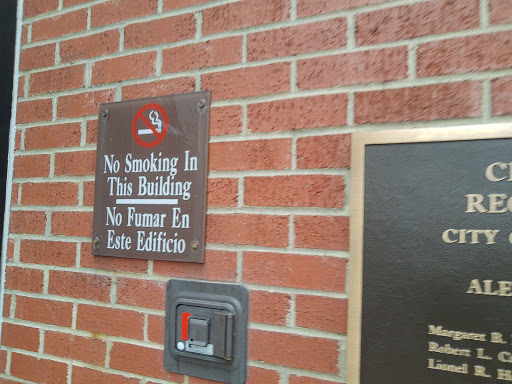 No Smoking In
This Building
No Fumar En
Este Edificio
CITY
Margaret B.
Robert L.
Lionel R.